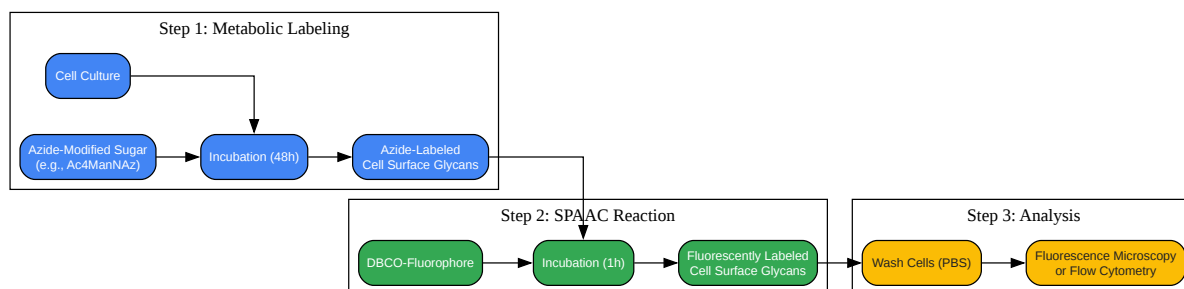 Step 1: Metabolic Labeling
Cell Culture
Azide-Modified Sugar
(e.g., Ac4ManNAz)
Incubation (48h)
Azide-Labeled
Cell Surface Glycans
Step 2: SPAAC Reaction
DBCO-Fluorophore
Incubation (1h)
Fluorescently Labeled
Cell Surface Glycans
Step 3: Analysis
Wash Cells (PBS)
Fluorescence Microscopy
or Flow Cytometry